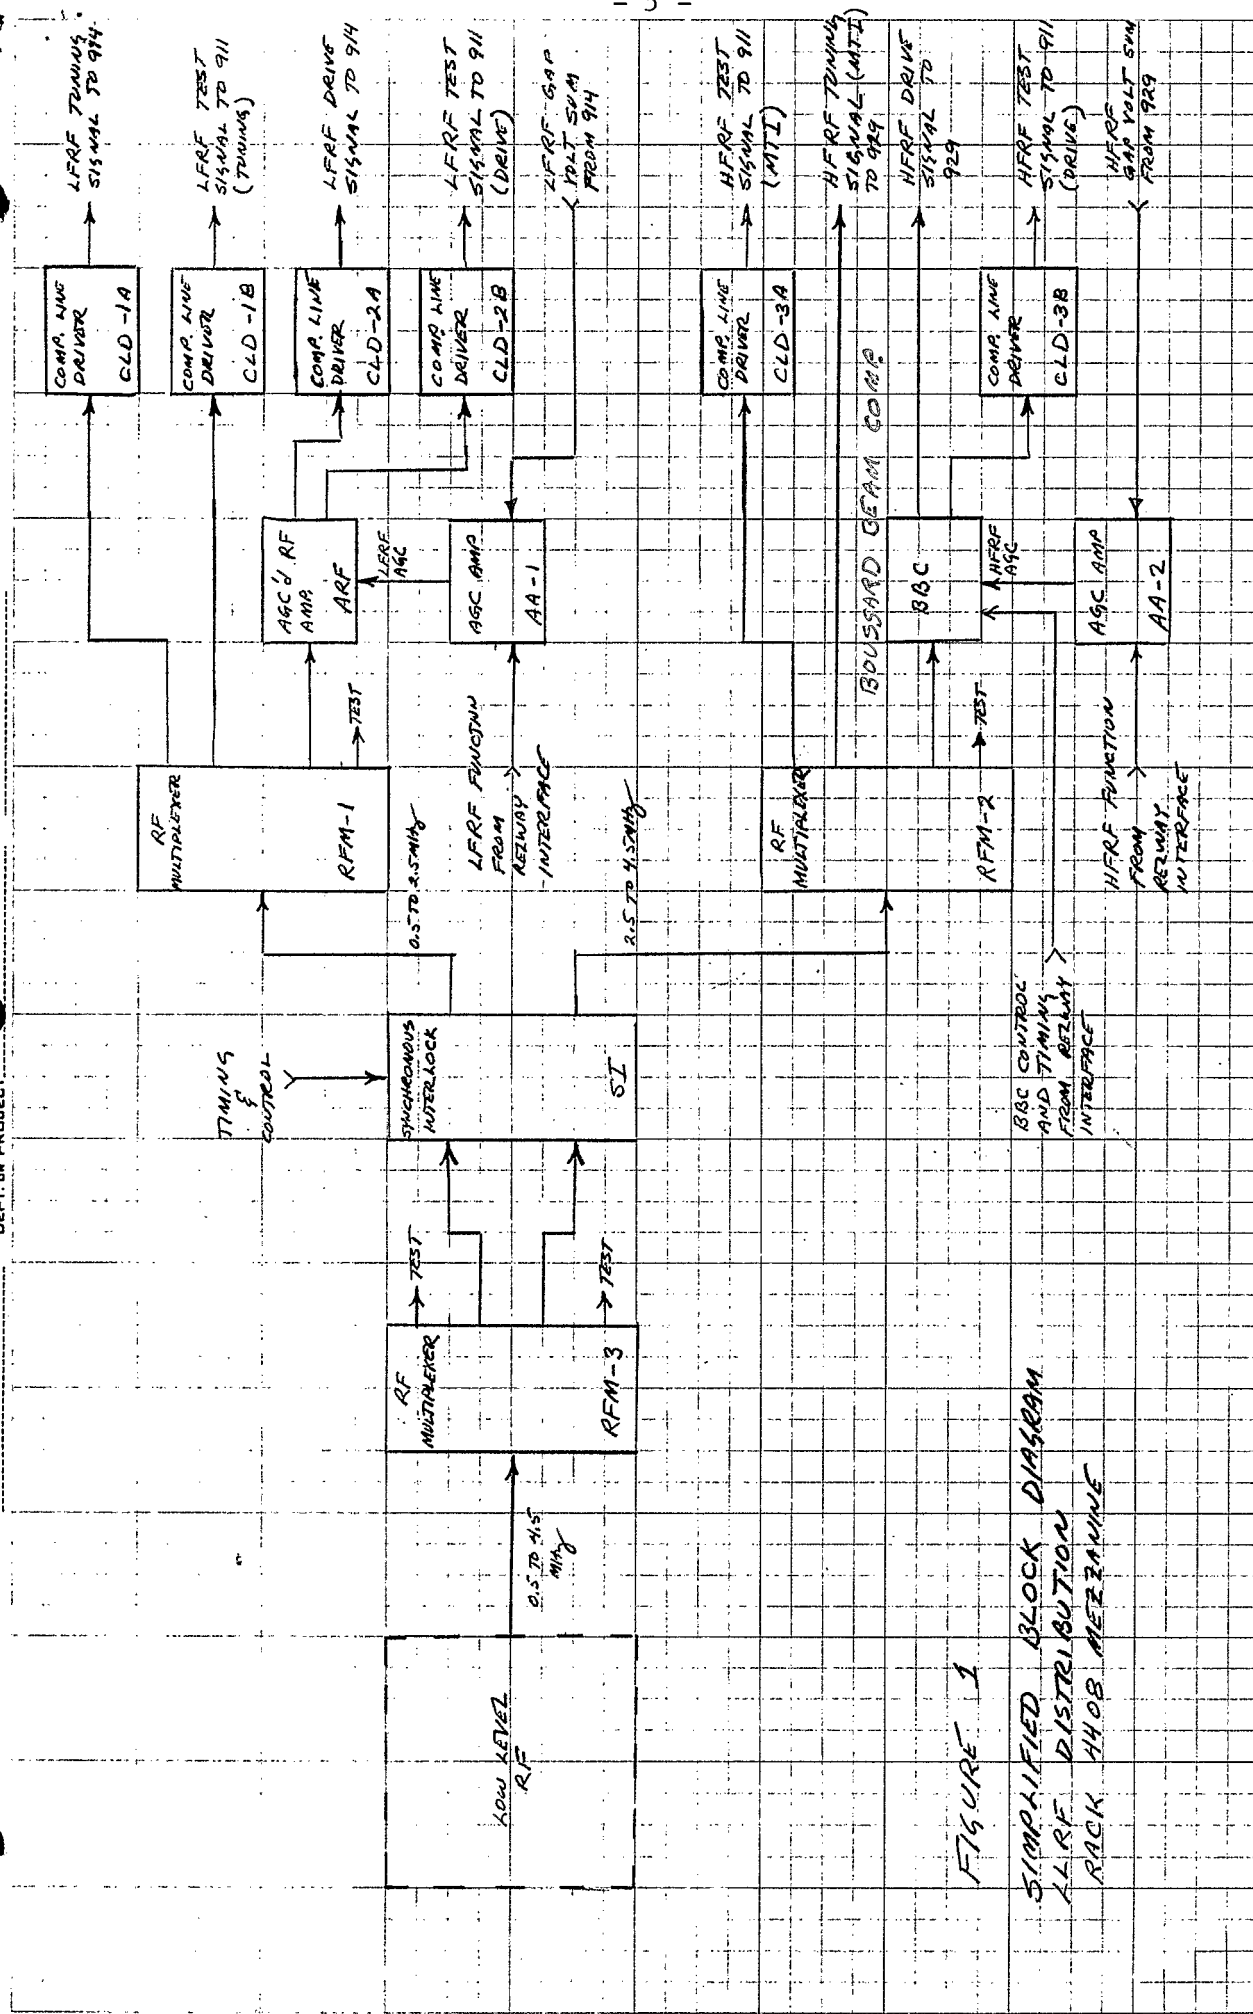 - 3 -
DEPT. OR PROJECT
LOW LEVEL
RF
0.5 TO 4.5
MHz
RF
MULTIPLEXER
RFM-3
TEST
TEST
TIMING
&
CONTROL
SYNCHRONOUS
INTERLOCK
SI
0.5 TO 2.5 MHz
2.5 TO 4.5 MHz
RF
MULTIPLEXER
RFM-1
TEST
LFRF FUNCTION
FROM
RELWAY
INTERFACE
AGC'd RF
AMP.
ARF
LFRF
AGC
AGC AMP
AA-1
COMP. LINE
DRIVER
CLD-1A
COMP. LINE
DRIVER
CLD-1B
COMP. LINE
DRIVER
CLD-2A
COMP. LINE
DRIVER
CLD-2B
LFRF TUNING
SIGNAL TO 914
LFRF TEST
SIGNAL TO 911
(TUNING)
LFRF DRIVE
SIGNAL TO 914
LFRF TEST
SIGNAL TO 911
(DRIVE)
LFRF GAP
VOLT SUM
FROM 914
RF
MULTIPLEXER
RFM-2
TEST
BOUSSARD BEAM COMP
BBC
HFRF
AGC
AGC AMP
AA-2
BBC CONTROL
AND TIMING
FROM RELWAY
INTERFACE
HFRF FUNCTION
FROM
RELWAY
INTERFACE
COMP. LINE
DRIVER
CLD-3A
COMP. LINE
DRIVER
CLD-3B
HFRF TEST
SIGNAL TO 911
(MTI)
HFRF TUNING
SIGNAL (MTI)
TO 929
HFRF DRIVE
SIGNAL TO
929
HFRF TEST
SIGNAL TO 911
(DRIVE)
HFRF
GAP VOLT SUM
FROM 929
FIGURE 1
SIMPLIFIED BLOCK DIAGRAM
LLRF DISTRIBUTION
RACK 4408 MEZZANINE